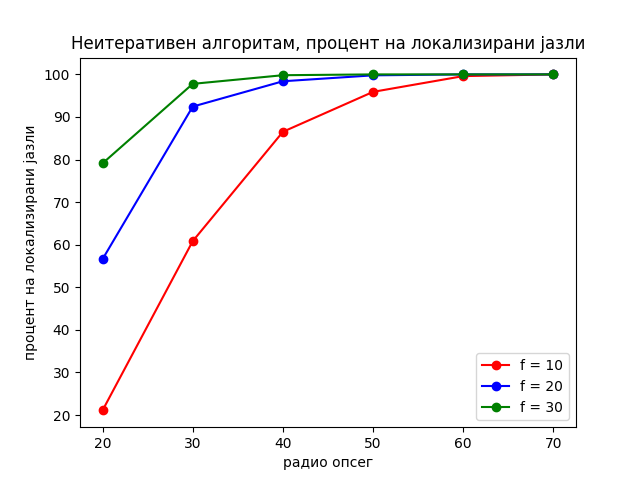 Неитеративен алгоритам, процент на локализирани јазли
процент на локализирани јазли
100
90
80
70
60
50
40
30
20
20 30 40 50 60 70
радио опсег
f = 10
f = 20
f = 30